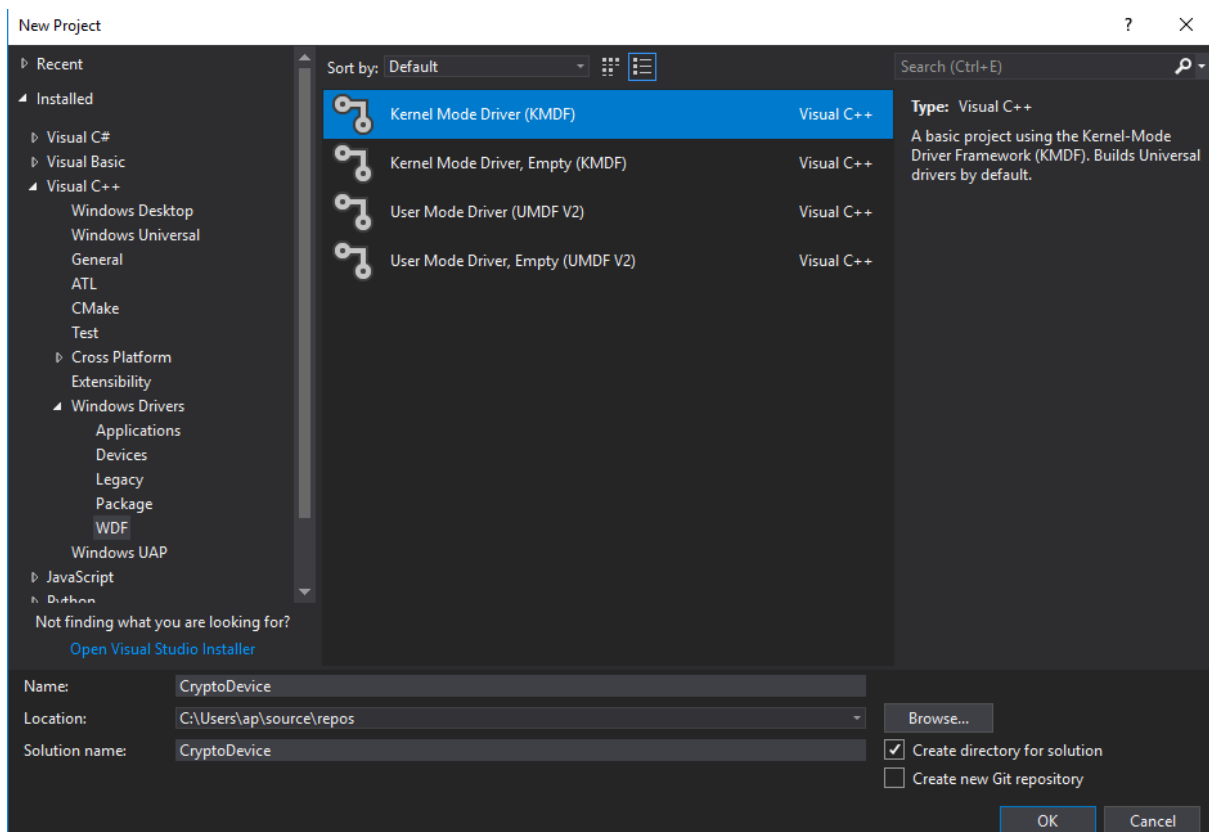 New Project
?
Recent
Installed
Visual C#
Visual Basic
Visual C++
Windows Desktop
Windows Universal
General
ATL
CMake
Test
Cross Platform
Extensibility
Windows Drivers
Applications
Devices
Legacy
Package
WDF
Windows UAP
JavaScript
Python
Not finding what you are looking for?
Open Visual Studio Installer
Sort by: Default
Kernel Mode Driver (KMDF) Visual C++
Kernel Mode Driver, Empty (KMDF) Visual C++
User Mode Driver (UMDF V2) Visual C++
User Mode Driver, Empty (UMDF V2) Visual C++
Search (Ctrl+E)
Type: Visual C++
A basic project using the Kernel-Mode
Driver Framework (KMDF). Builds Universal
drivers by default.
Name: CryptoDevice
Location: C:\Users\ap\source\repos
Browse...
Solution name: CryptoDevice
Create directory for solution
Create new Git repository
OK Cancel